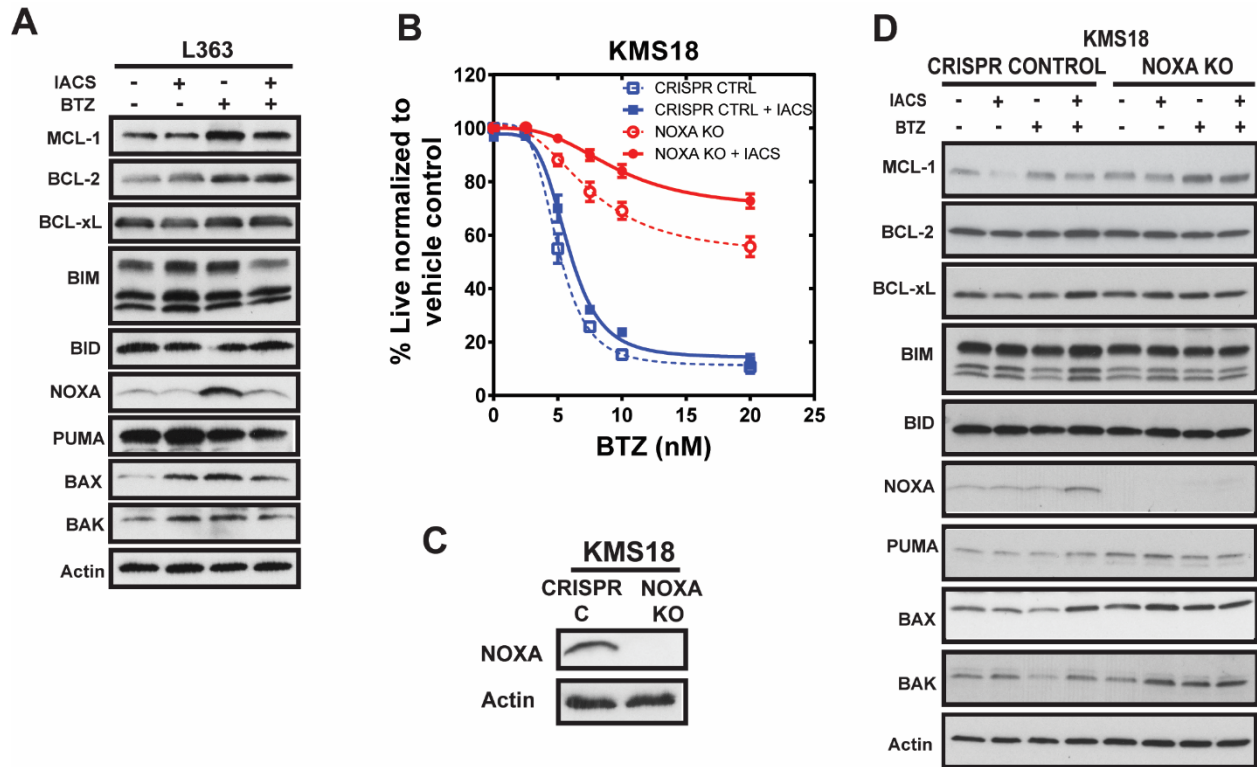 A
L363
IACS - + - +
BTZ - - + +
MCL-1
BCL-2
BCL-xL
BIM
BID
NOXA
PUMA
BAX
BAK
Actin
B
KMS18
% Live normalized to
vehicle control
120
100
80
60
40
20
0
0 5 10 15 20 25
BTZ (nM)
CRISPR CTRL
CRISPR CTRL + IACS
NOXA KO
NOXA KO + IACS
C
KMS18
CRISPR NOXA
C KO
NOXA
Actin
D
KMS18
CRISPR CONTROL NOXA KO
IACS - + - + - + - +
BTZ - - + + - - + +
MCL-1
BCL-2
BCL-xL
BIM
BID
NOXA
PUMA
BAX
BAK
Actin